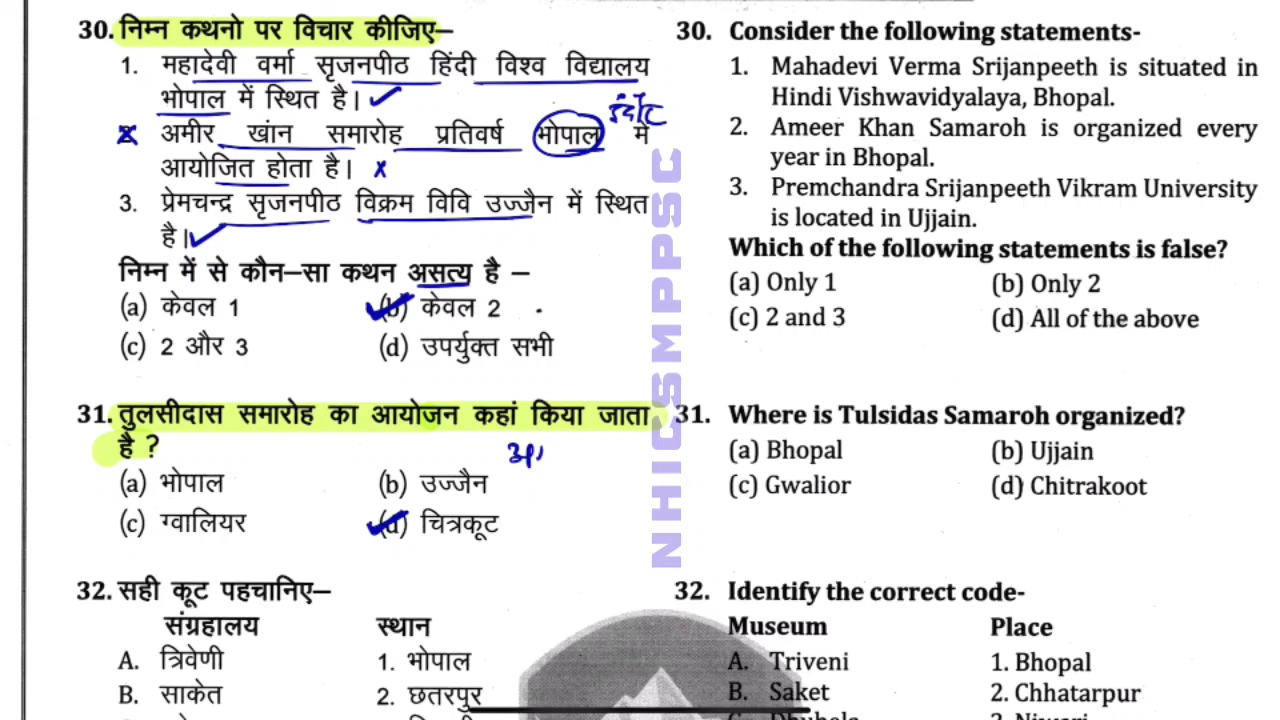 30. निम्न कथनो पर विचार कीजिए–
1. महादेवी वर्मा सृजनपीठ हिंदी विश्व विद्यालय
भोपाल में स्थित है।
इंदौर
2 अमीर खांन समारोह प्रतिवर्ष भोपाल में
आयोजित होता है। x
3. प्रेमचन्द्र सृजनपीठ विक्रम विवि उज्जैन में स्थित
है।
निम्न में से कौन–सा कथन असत्य है –
(a) केवल 1 (b) केवल 2
(c) 2 और 3 (d) उपर्युक्त सभी
31. तुलसीदास समारोह का आयोजन कहां किया जाता
है ?
(a) भोपाल (b) उज्जैन
(c) ग्वालियर (d) चित्रकूट
32. सही कूट पहचानिए–
संग्रहालय स्थान
A. त्रिवेणी 1. भोपाल
B. साकेत 2. छतरपुर
NHICSMPPSC
30. Consider the following statements-
1. Mahadevi Verma Srijanpeeth is situated in
Hindi Vishwavidyalaya, Bhopal.
2. Ameer Khan Samaroh is organized every
year in Bhopal.
3. Premchandra Srijanpeeth Vikram University
is located in Ujjain.
Which of the following statements is false?
(a) Only 1 (b) Only 2
(c) 2 and 3 (d) All of the above
31. Where is Tulsidas Samaroh organized?
(a) Bhopal (b) Ujjain
(c) Gwalior (d) Chitrakoot
32. Identify the correct code-
Museum Place
A. Triveni 1. Bhopal
B. Saket 2. Chhatarpur